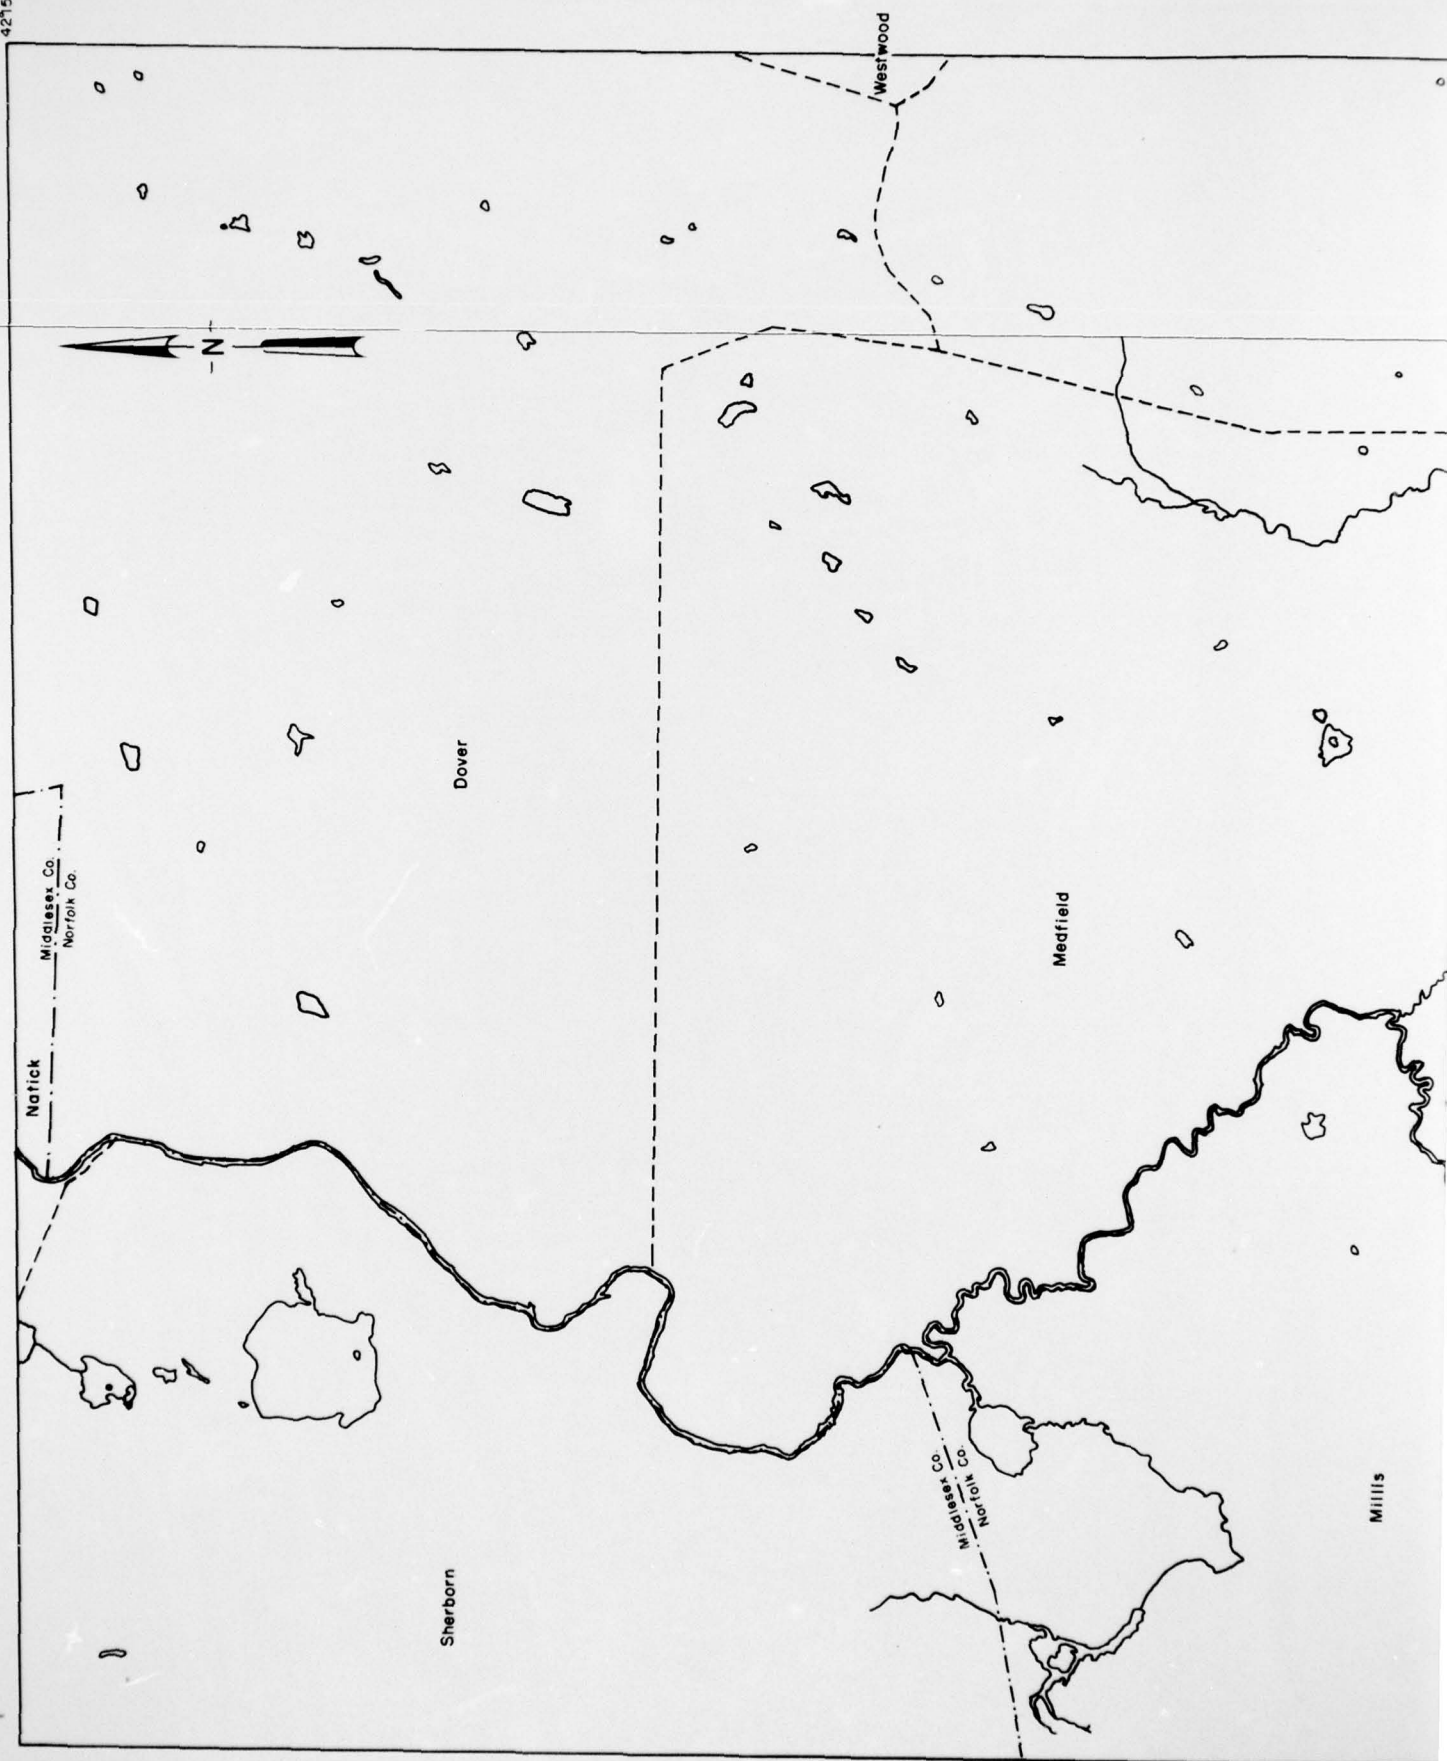 Westwood
N
Dover
Middlesex Co.
Norfolk Co.
Natick
Medfield
Middlesex Co.
Norfolk Co.
Sherborn
Millis